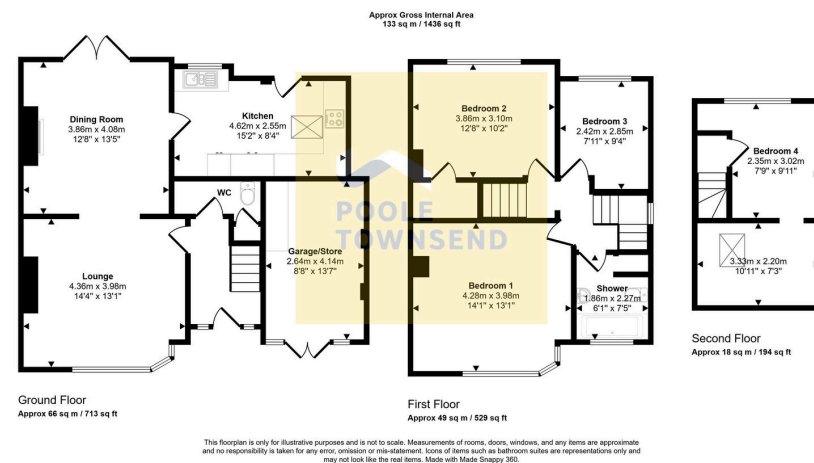 Approx Gross Internal Area
133 sq m / 1436 sq ft
Dining Room
3.86m x 4.08m
12'8" x 13'5"
Kitchen
4.62m x 2.55m
15'2" x 8'4"
WC
Lounge
4.36m x 3.98m
14'4" x 13'1"
Garage/Store
2.64m x 4.14m
8'8" x 13'7"
Ground Floor
Approx 66 sq m / 713 sq ft
POOLE
TOWNSEND
Bedroom 2
3.86m x 3.10m
12'8" x 10'2"
Bedroom 3
2.42m x 2.85m
7'11" x 9'4"
Bedroom 1
4.28m x 3.98m
14'1" x 13'1"
Shower
1.86m x 2.27m
6'1" x 7'5"
First Floor
Approx 49 sq m / 529 sq ft
Bedroom 4
2.35m x 3.02m
7'9" x 9'11"
3.33m x 2.20m
10'11" x 7'3"
Second Floor
Approx 18 sq m / 194 sq ft
This floorplan is only for illustrative purposes and is not to scale. Measurements of rooms, doors, windows, and any items are approximate
and no responsibility is taken for any error, omission or mis-statement. Icons of items such as bathroom suites are representations only and
may not look like the real items. Made with Made Snappy 360.